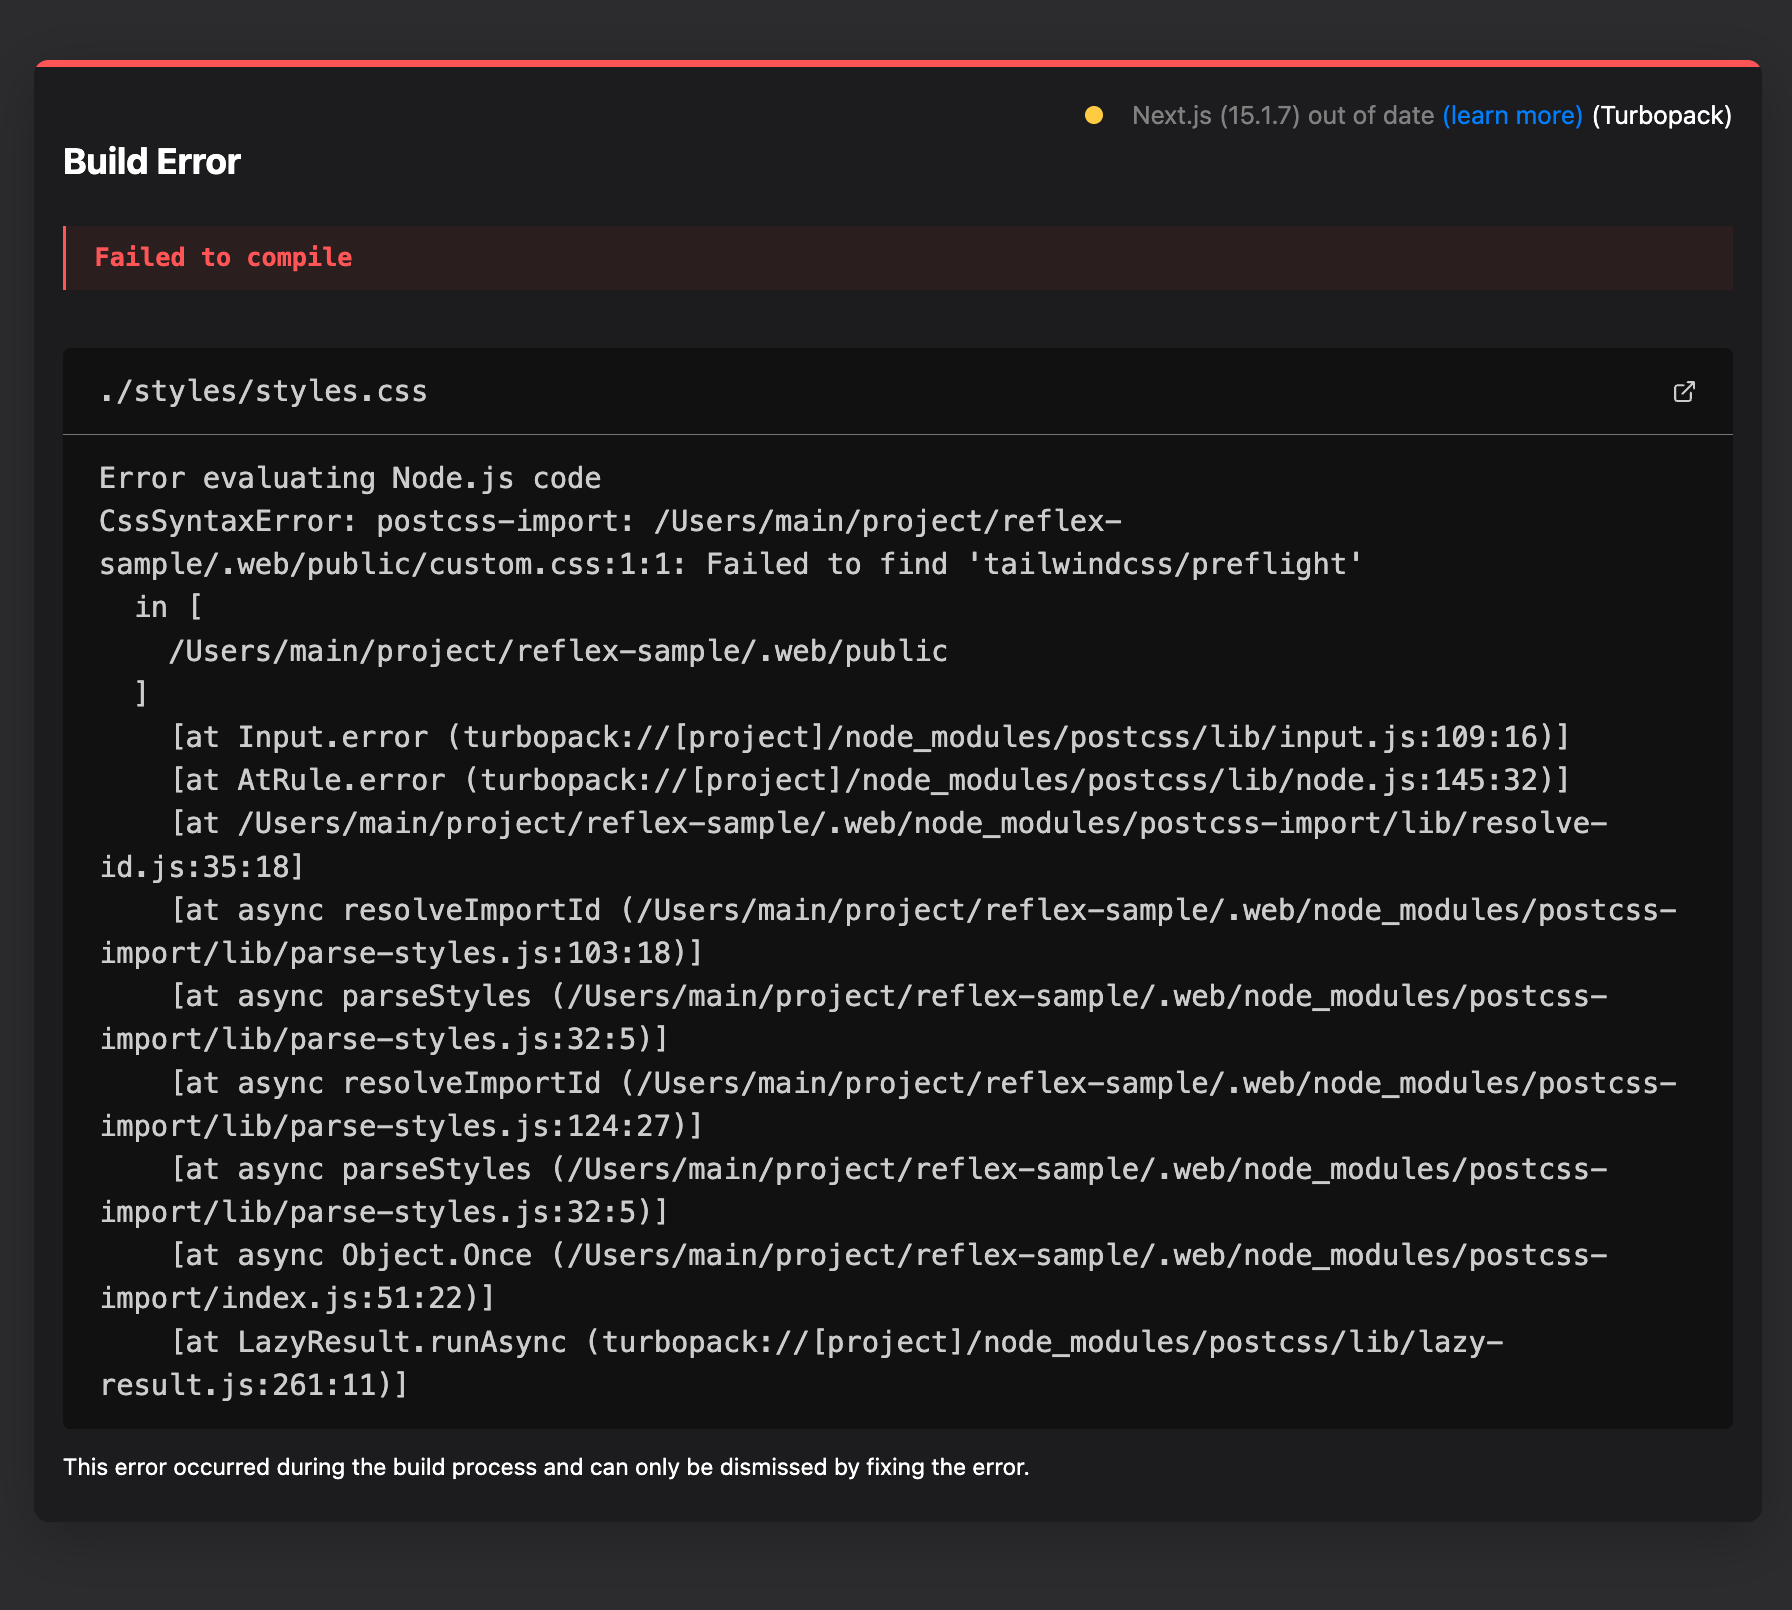 Next.js (15.1.7) out of date (learn more) (Turbopack)
Build Error
Failed to compile
./styles/styles.css
Error evaluating Node.js code
CssSyntaxError: postcss-import: /Users/main/project/reflex-
sample/.web/public/custom.css:1:1: Failed to find 'tailwindcss/preflight'
  in [
    /Users/main/project/reflex-sample/.web/public
  ]
    [at Input.error (turbopack://[project]/node_modules/postcss/lib/input.js:109:16)]
    [at AtRule.error (turbopack://[project]/node_modules/postcss/lib/node.js:145:32)]
    [at /Users/main/project/reflex-sample/.web/node_modules/postcss-import/lib/resolve-
id.js:35:18]
    [at async resolveImportId (/Users/main/project/reflex-sample/.web/node_modules/postcss-
import/lib/parse-styles.js:103:18)]
    [at async parseStyles (/Users/main/project/reflex-sample/.web/node_modules/postcss-
import/lib/parse-styles.js:32:5)]
    [at async resolveImportId (/Users/main/project/reflex-sample/.web/node_modules/postcss-
import/lib/parse-styles.js:124:27)]
    [at async parseStyles (/Users/main/project/reflex-sample/.web/node_modules/postcss-
import/lib/parse-styles.js:32:5)]
    [at async Object.Once (/Users/main/project/reflex-sample/.web/node_modules/postcss-
import/index.js:51:22)]
    [at LazyResult.runAsync (turbopack://[project]/node_modules/postcss/lib/lazy-
result.js:261:11)]
This error occurred during the build process and can only be dismissed by fixing the error.